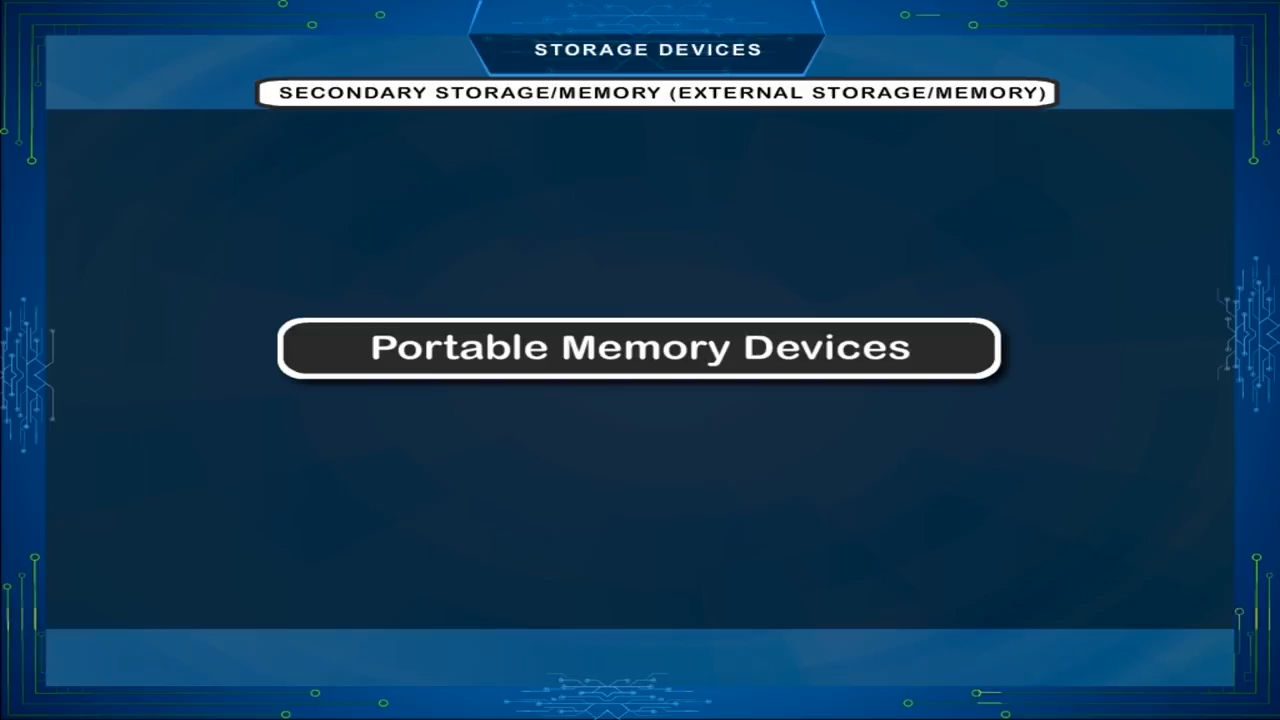 STORAGE DEVICES
SECONDARY STORAGE/MEMORY (EXTERNAL STORAGE/MEMORY)
Portable Memory Devices